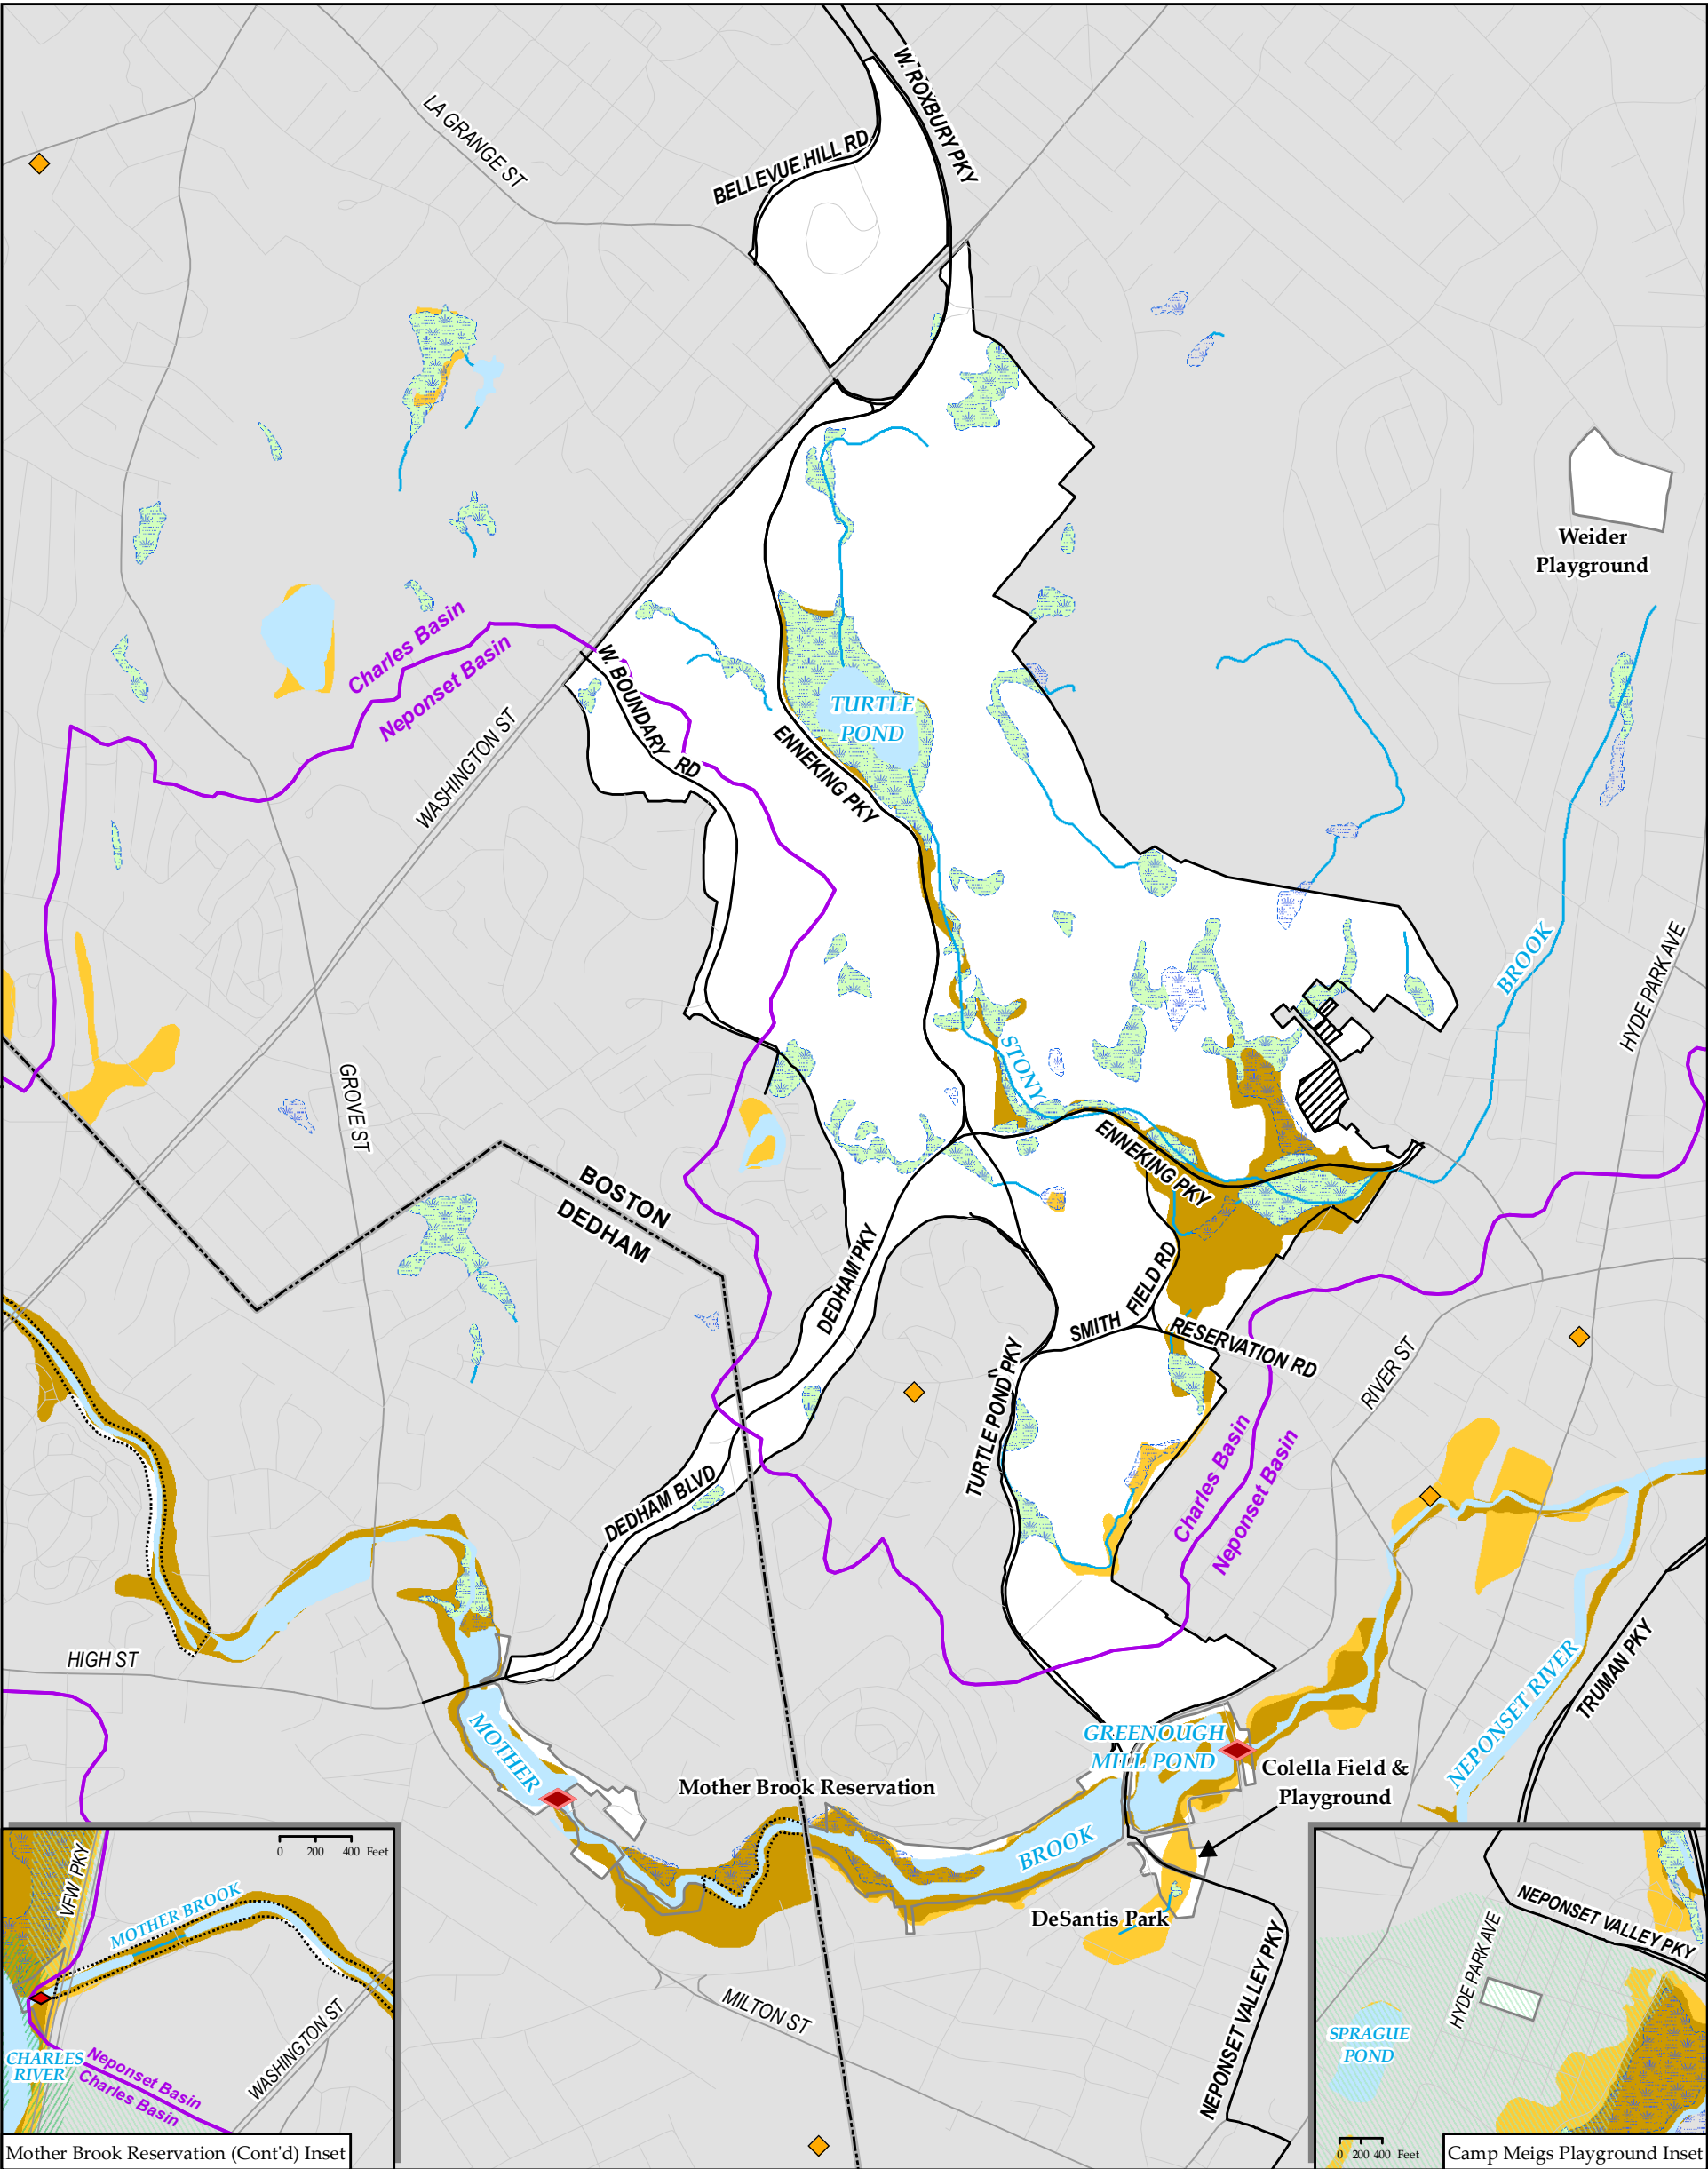 W. ROXBURY PKY
LA GRANGE ST
BELLEVUE HILL RD
Weider
Playground
Charles Basin
Neponset Basin
W. BOUNDARY RD
TURTLE
POND
WASHINGTON ST
ENNEKING PKY
BROOK
HYDE PARK AVE
STONY
GROVE ST
ENNEKING PKY
BOSTON
DEDHAM
DEDHAM PKY
SMITH FIELD RD
RESERVATION RD
TURTLE POND PKY
RIVER ST
Charles Basin
Neponset Basin
DEDHAM BLVD
HIGH ST
NEPONSET RIVER
TRUMAN PKY
MOTHER
GREENOUGH
MILL POND
Colella Field &
Playground
Mother Brook Reservation
BROOK
DeSantis Park
NEPONSET VALLEY PKY
MILTON ST
0 200 400 Feet
VFW PKY
MOTHER BROOK
WASHINGTON ST
CHARLES
RIVER
Neponset Basin
Charles Basin
Mother Brook Reservation (Cont'd) Inset
NEPONSET VALLEY PKY
HYDE PARK AVE
SPRAGUE
POND
0 200 400 Feet
Camp Meigs Playground Inset